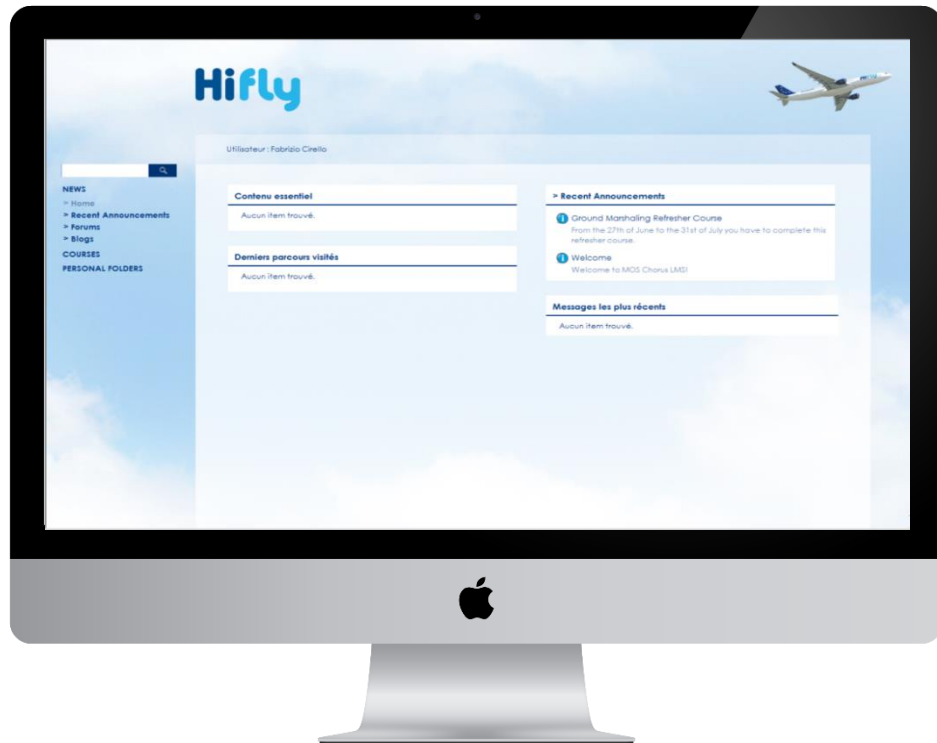 Hifly
Utilisateur : Fabrizio Cirello
NEWS
> Home
> Recent Announcements
> Forums
> Blogs
COURSES
PERSONAL FOLDERS
Contenu essentiel
Aucun item trouvé.
Derniers parcours visités
Aucun item trouvé.
> Recent Announcements
Ground Marshaling Refresher Course
From the 27th of June to the 31st of July you have to complete this
refresher course.
Welcome
Welcome to MOS Chorus LMS!
Messages les plus récents
Aucun item trouvé.